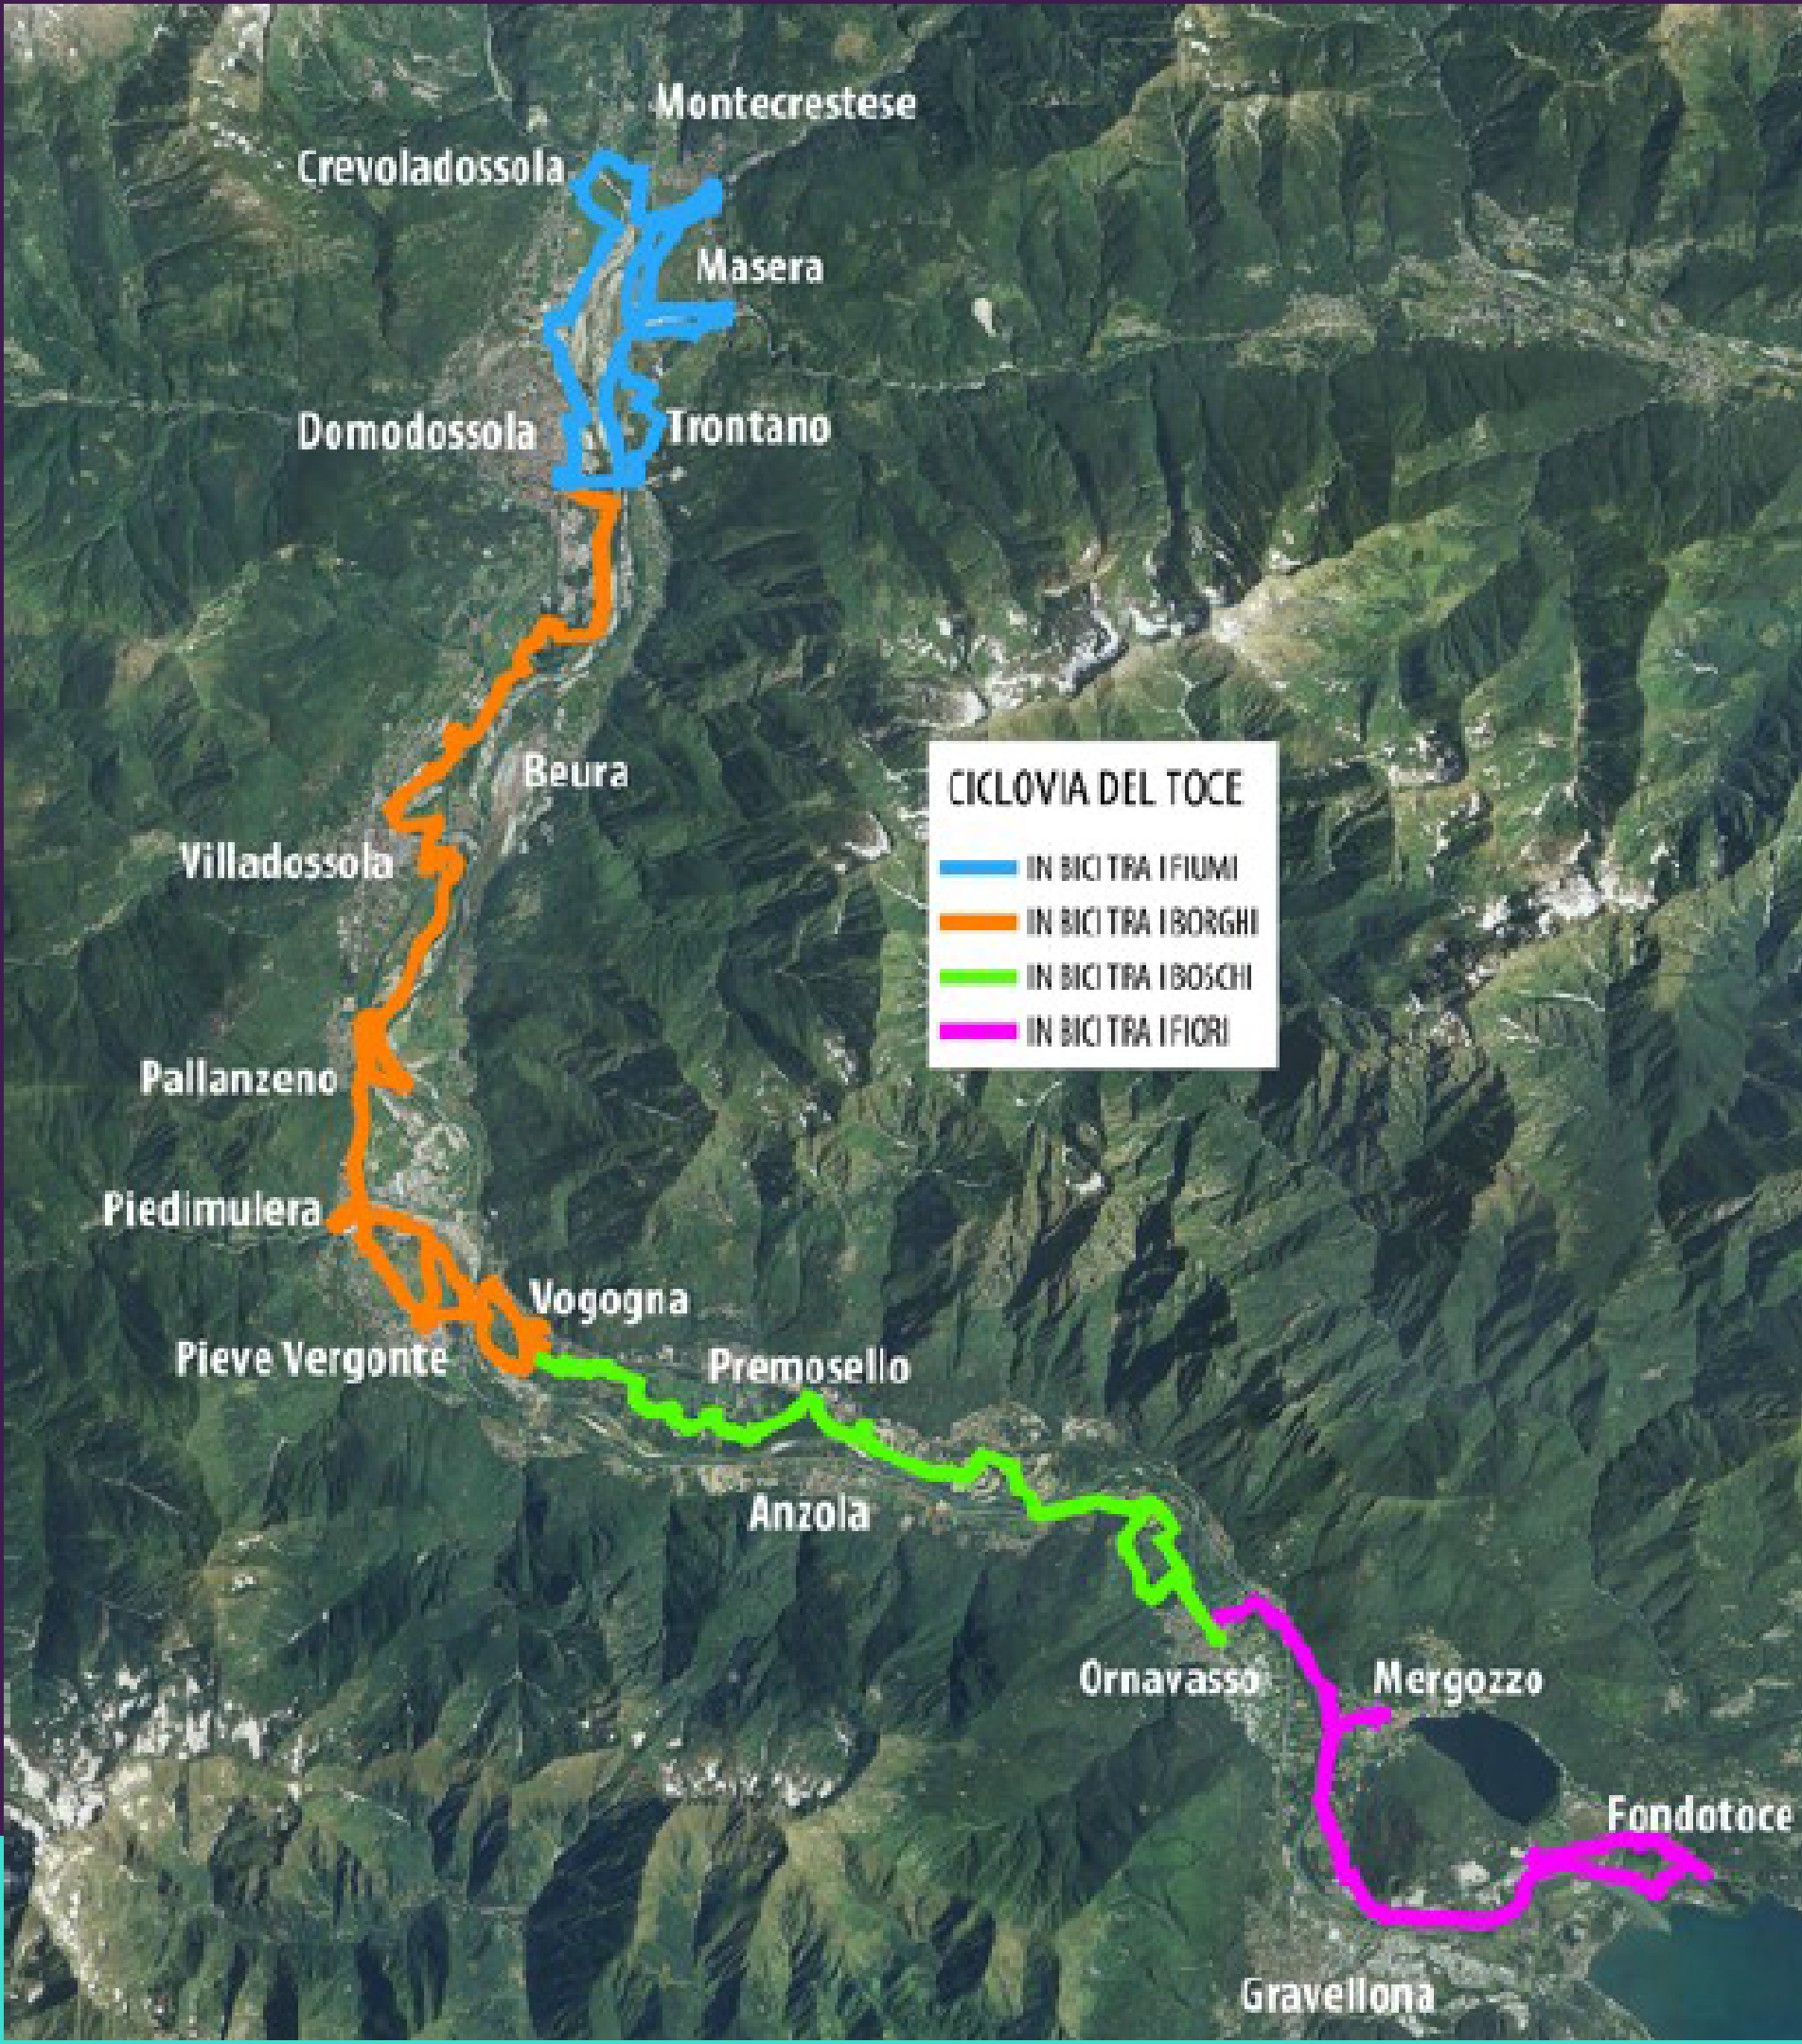 Montecrestese
Crevoladossola
Masera
Domodossola
Trontano
Beura
CICLOVIA DEL TOCE
IN BICI TRA I FIUMI
IN BICI TRA I BORGHI
IN BICI TRA I BOSCHI
IN BICI TRA I FIORI
Villadossola
Pallanzeno
Piedimulera
Vogogna
Pieve Vergonte
Premosello
Anzola
Ornavasso
Mergozzo
Fondotoce
Gravellona